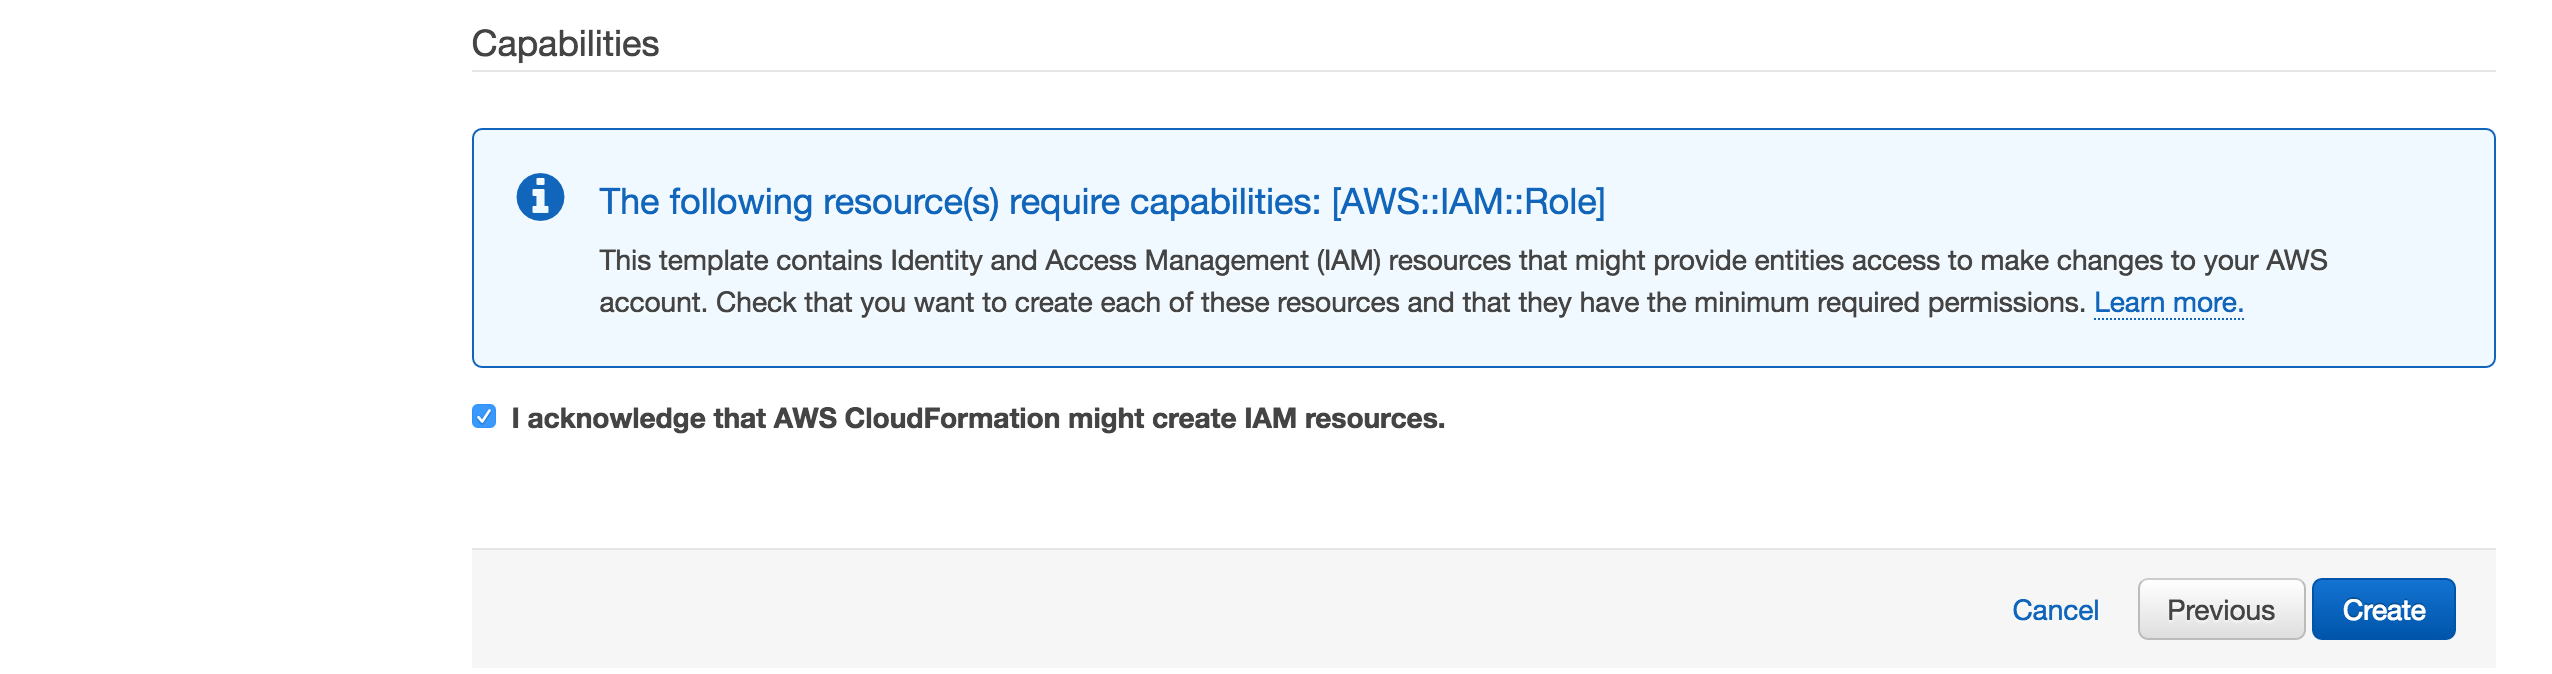 Capabilities
The following resource(s) require capabilities: [AWS::IAM::Role]
This template contains Identity and Access Management (IAM) resources that might provide entities access to make changes to your AWS
account. Check that you want to create each of these resources and that they have the minimum required permissions. Learn more.
I acknowledge that AWS CloudFormation might create IAM resources.
Cancel Previous Create